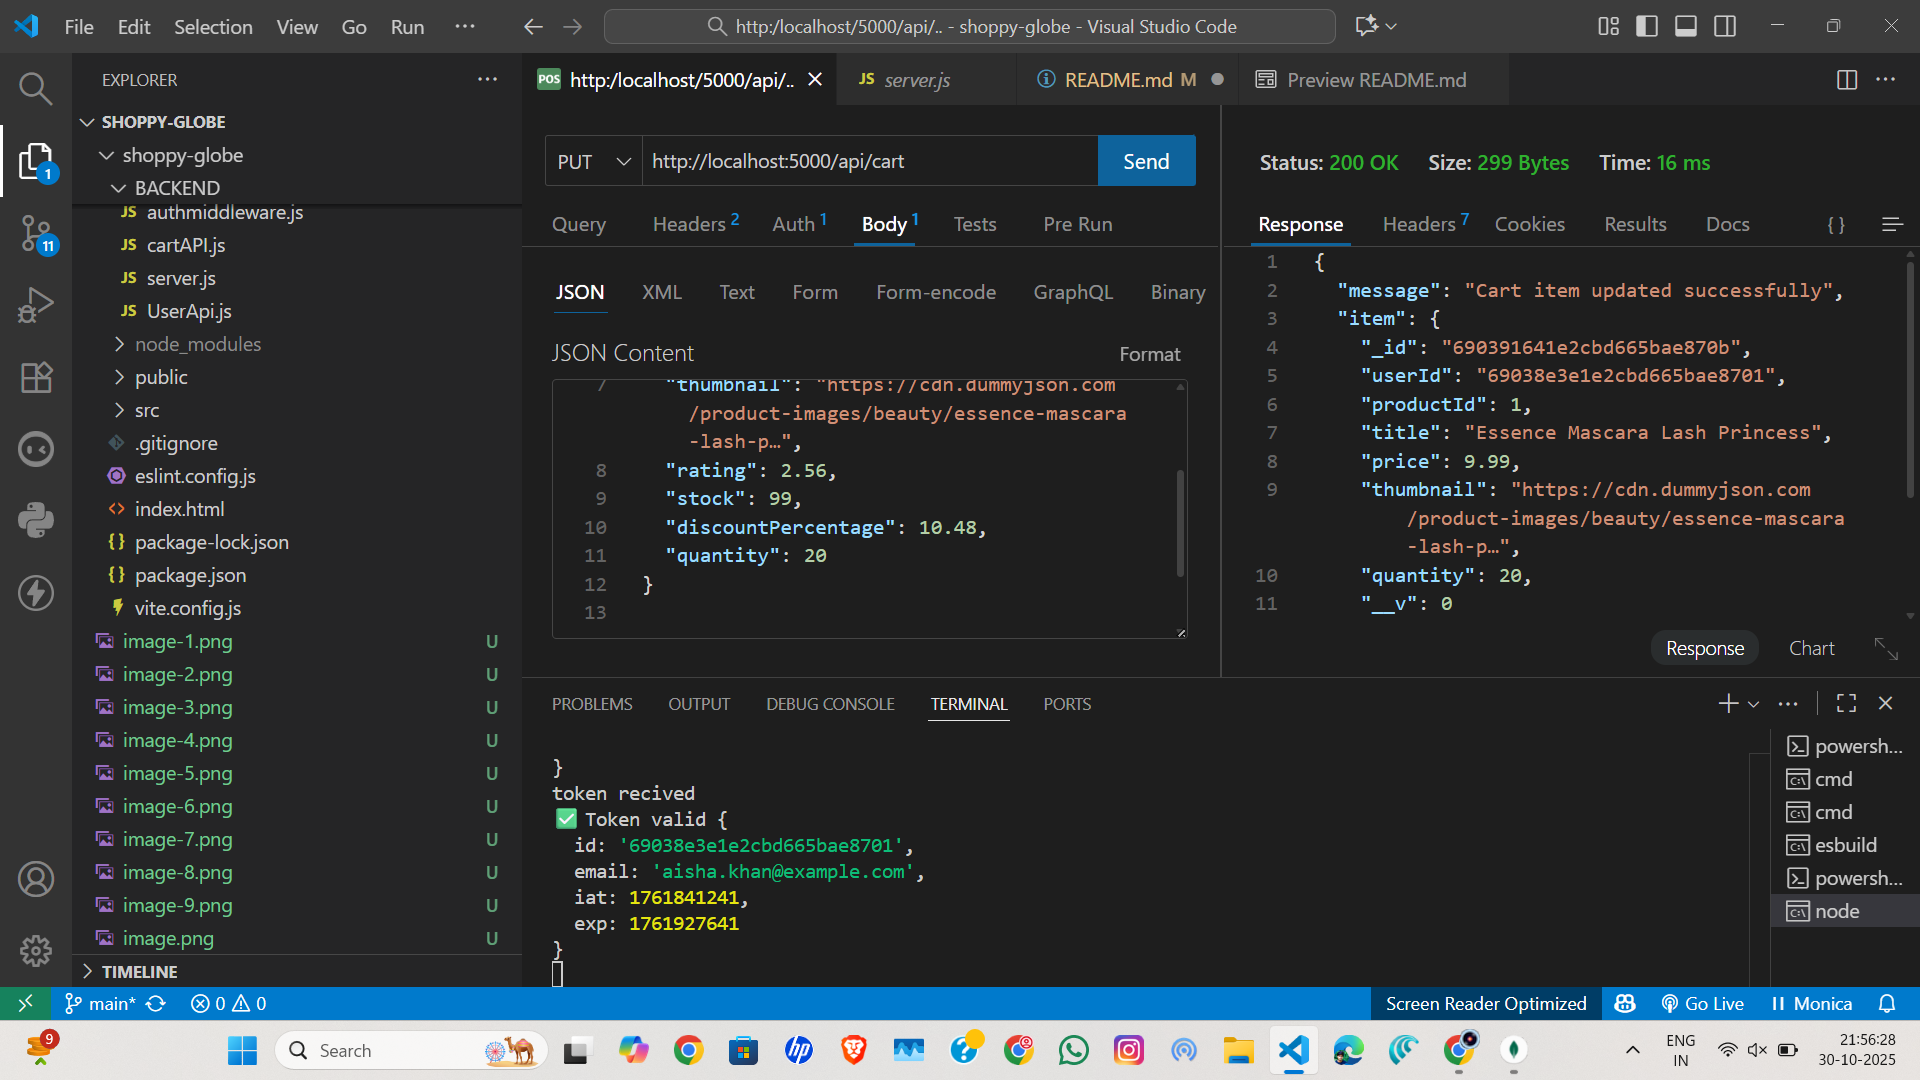 File Edit Selection View Go Run ···
http:/localhost/5000/api/.. - shoppy-globe - Visual Studio Code
EXPLORER ···
SHOPPY-GLOBE
shoppy-globe
BACKEND
JS authmiddleware.js
JS cartAPI.js
JS server.js
JS UserApi.js
node_modules
public
src
.gitignore
eslint.config.js
<> index.html
{} package-lock.json
{} package.json
vite.config.js
image-1.png U
image-2.png U
image-3.png U
image-4.png U
image-5.png U
image-6.png U
image-7.png U
image-8.png U
image-9.png U
image.png U
TIMELINE
1
11
POS http:/localhost/5000/api/..
JS server.js
README.md M
Preview README.md
PUT http://localhost:5000/api/cart Send
Query Headers 2 Auth 1 Body 1 Tests Pre Run
JSON XML Text Form Form-encode GraphQL Binary
JSON Content Format
7 "thumbnail": "https://cdn.dummyjson.com
/product-images/beauty/essence-mascara
-lash-p…",
8 "rating": 2.56,
9 "stock": 99,
10 "discountPercentage": 10.48,
11 "quantity": 20
12 }
13
Status: 200 OK Size: 299 Bytes Time: 16 ms
Response Headers 7 Cookies Results Docs { }
1 {
2 "message": "Cart item updated successfully",
3 "item": {
4 "_id": "690391641e2cbd665bae870b",
5 "userId": "69038e3e1e2cbd665bae8701",
6 "productId": 1,
7 "title": "Essence Mascara Lash Princess",
8 "price": 9.99,
9 "thumbnail": "https://cdn.dummyjson.com
/product-images/beauty/essence-mascara
-lash-p…",
10 "quantity": 20,
11 "__v": 0
Response Chart
PROBLEMS OUTPUT DEBUG CONSOLE TERMINAL PORTS
}
token recived
✅ Token valid {
id: '69038e3e1e2cbd665bae8701',
email: 'aisha.khan@example.com',
iat: 1761841241,
exp: 1761927641
}
powersh...
cmd
cmd
esbuild
powersh...
node
main* 0 0
Screen Reader Optimized Go Live Monica
9
Search
hp
ENG
IN
21:56:28
30-10-2025